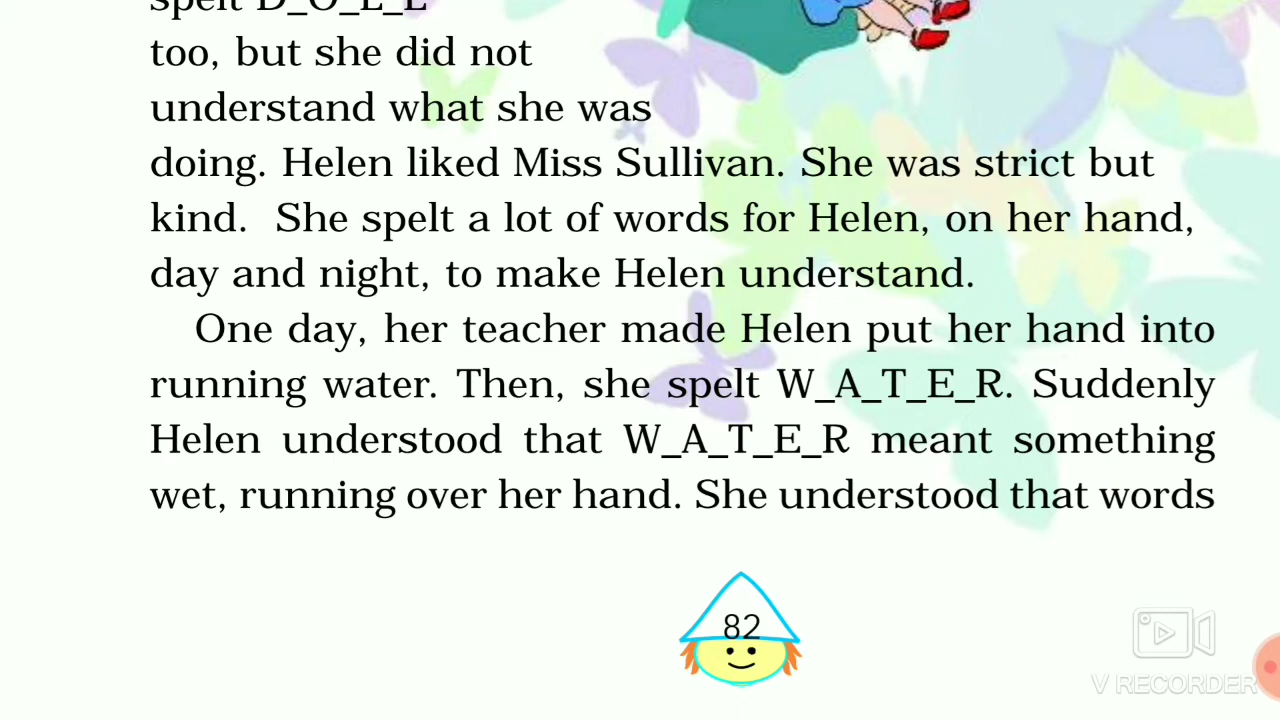 spelt D_O_L_L
too, but she did not
understand what she was
doing. Helen liked Miss Sullivan. She was strict but
kind. She spelt a lot of words for Helen, on her hand,
day and night, to make Helen understand.
One day, her teacher made Helen put her hand into
running water. Then, she spelt W_A_T_E_R. Suddenly
Helen understood that W_A_T_E_R meant something
wet, running over her hand. She understood that words
82
V RECORDER